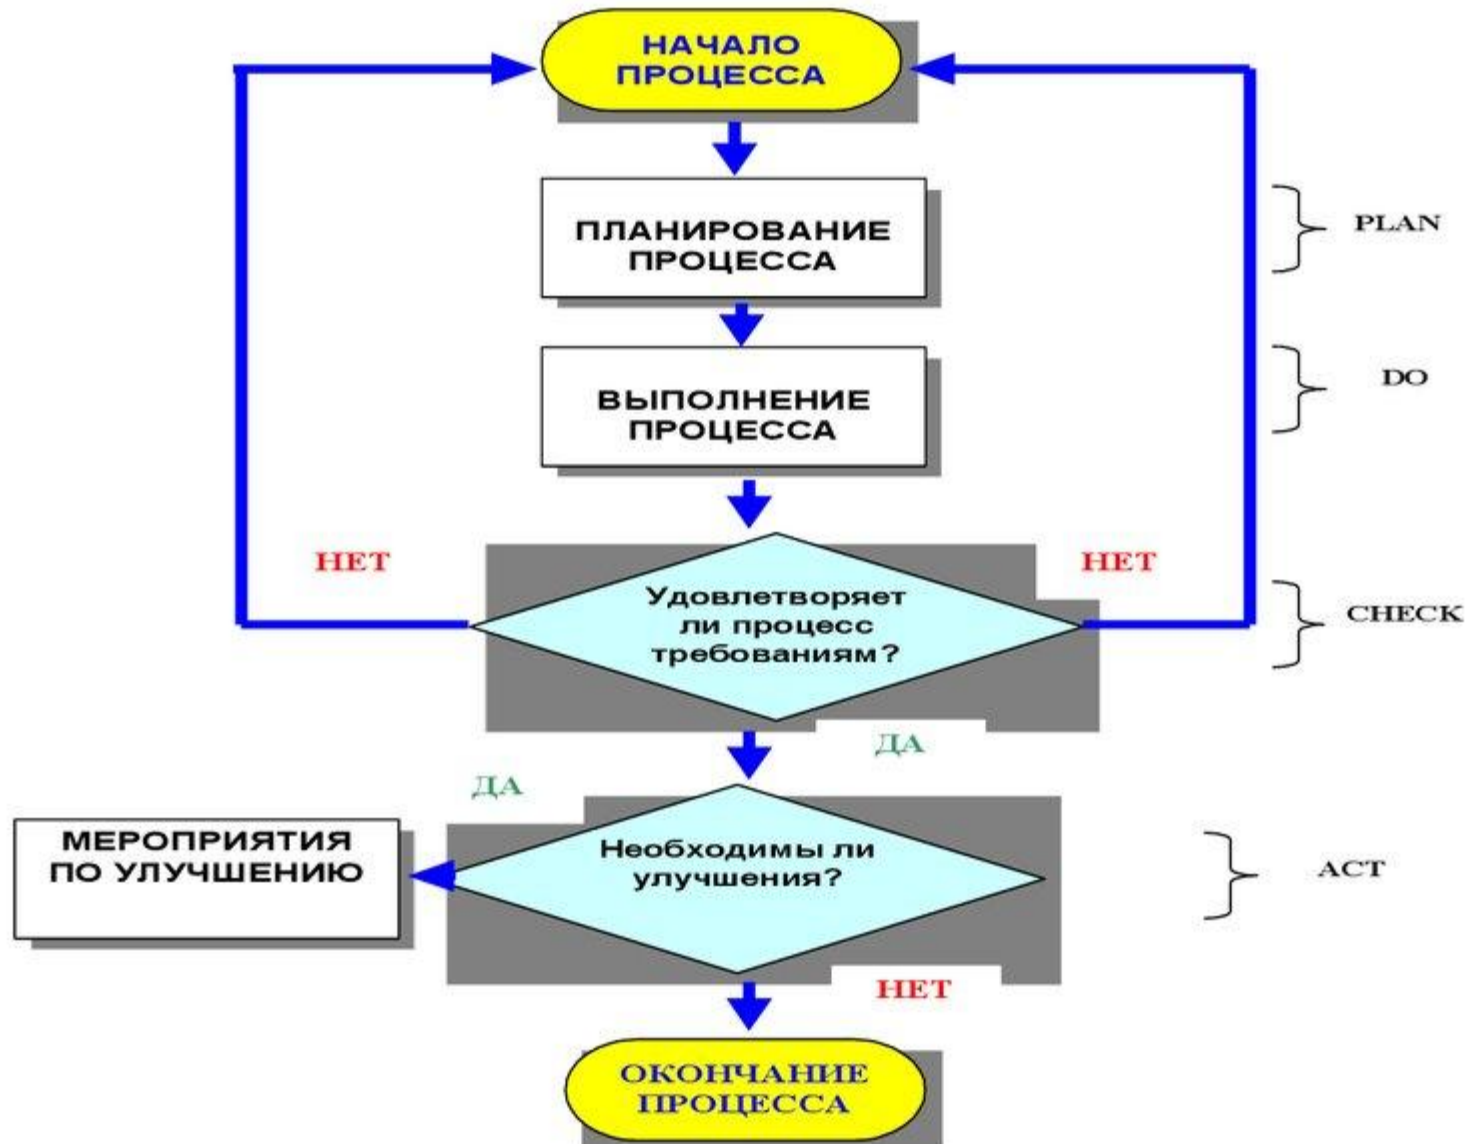 НАЧАЛО
ПРОЦЕССА
ПЛАНИРОВАНИЕ
ПРОЦЕССА
PLAN
ВЫПОЛНЕНИЕ
ПРОЦЕССА
DO
НЕТ
НЕТ
Удовлетворяет
ли процесс
требованиям?
CHECK
ДА
ДА
МЕРОПРИЯТИЯ
ПО УЛУЧШЕНИЮ
Необходимы ли
улучшения?
ACT
НЕТ
ОКОНЧАНИЕ
ПРОЦЕССА